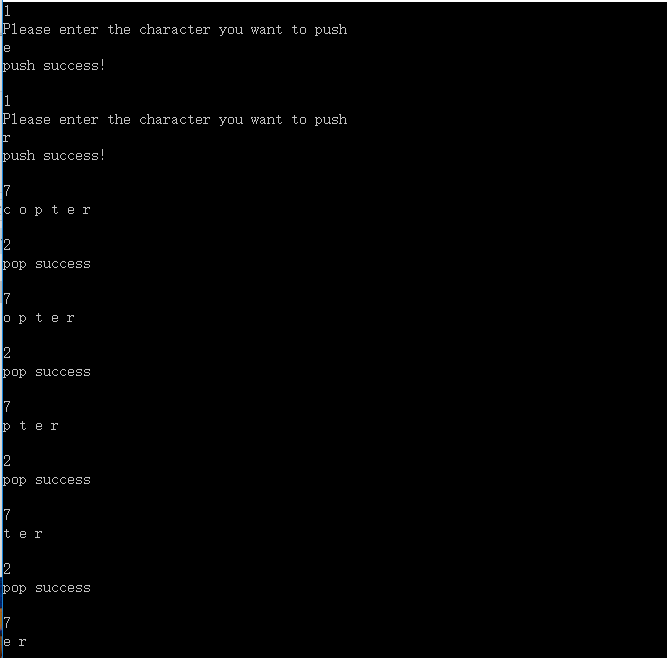 1
Please enter the character you want to push
e
push success!
1
Please enter the character you want to push
r
push success!
7
c o p t e r
2
pop success
7
o p t e r
2
pop success
7
p t e r
2
pop success
7
t e r
2
pop success
7
e r